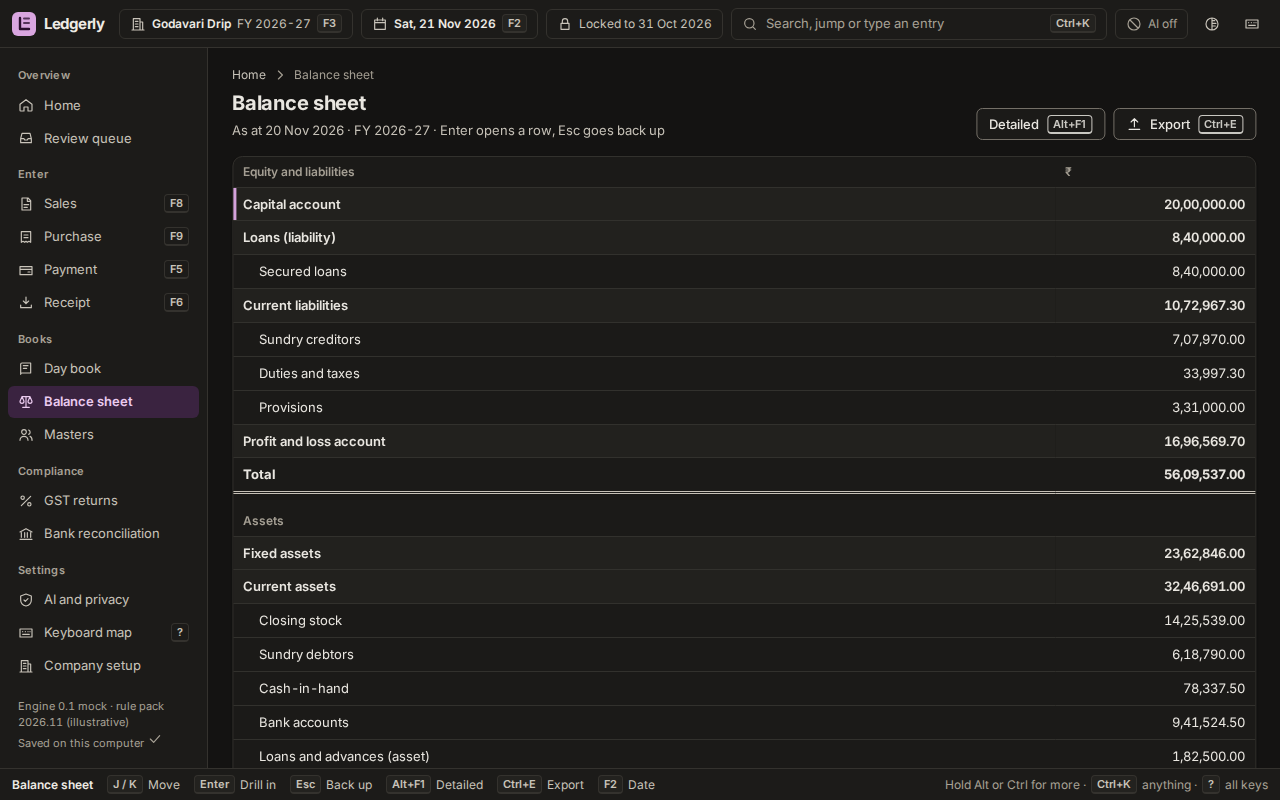 Ledgerly
Godavari Drip FY 2026-27 F3
Sat, 21 Nov 2026 F2
Locked to 31 Oct 2026
Search, jump or type an entry Ctrl+K
AI off
Overview
Home
Review queue
Enter
Sales F8
Purchase F9
Payment F5
Receipt F6
Books
Day book
Balance sheet
Masters
Compliance
GST returns
Bank reconciliation
Settings
AI and privacy
Keyboard map ?
Company setup
Engine 0.1 mock · rule pack
2026.11 (illustrative)
Saved on this computer
Home Balance sheet
Balance sheet
As at 20 Nov 2026 · FY 2026-27 · Enter opens a row, Esc goes back up
Detailed Alt+F1
Export Ctrl+E
Equity and liabilities ₹
Capital account 20,00,000.00
Loans (liability) 8,40,000.00
Secured loans 8,40,000.00
Current liabilities 10,72,967.30
Sundry creditors 7,07,970.00
Duties and taxes 33,997.30
Provisions 3,31,000.00
Profit and loss account 16,96,569.70
Total 56,09,537.00
Assets
Fixed assets 23,62,846.00
Current assets 32,46,691.00
Closing stock 14,25,539.00
Sundry debtors 6,18,790.00
Cash-in-hand 78,337.50
Bank accounts 9,41,524.50
Loans and advances (asset) 1,82,500.00
Balance sheet J / K Move Enter Drill in Esc Back up Alt+F1 Detailed Ctrl+E Export F2 Date
Hold Alt or Ctrl for more · Ctrl+K anything · ? all keys